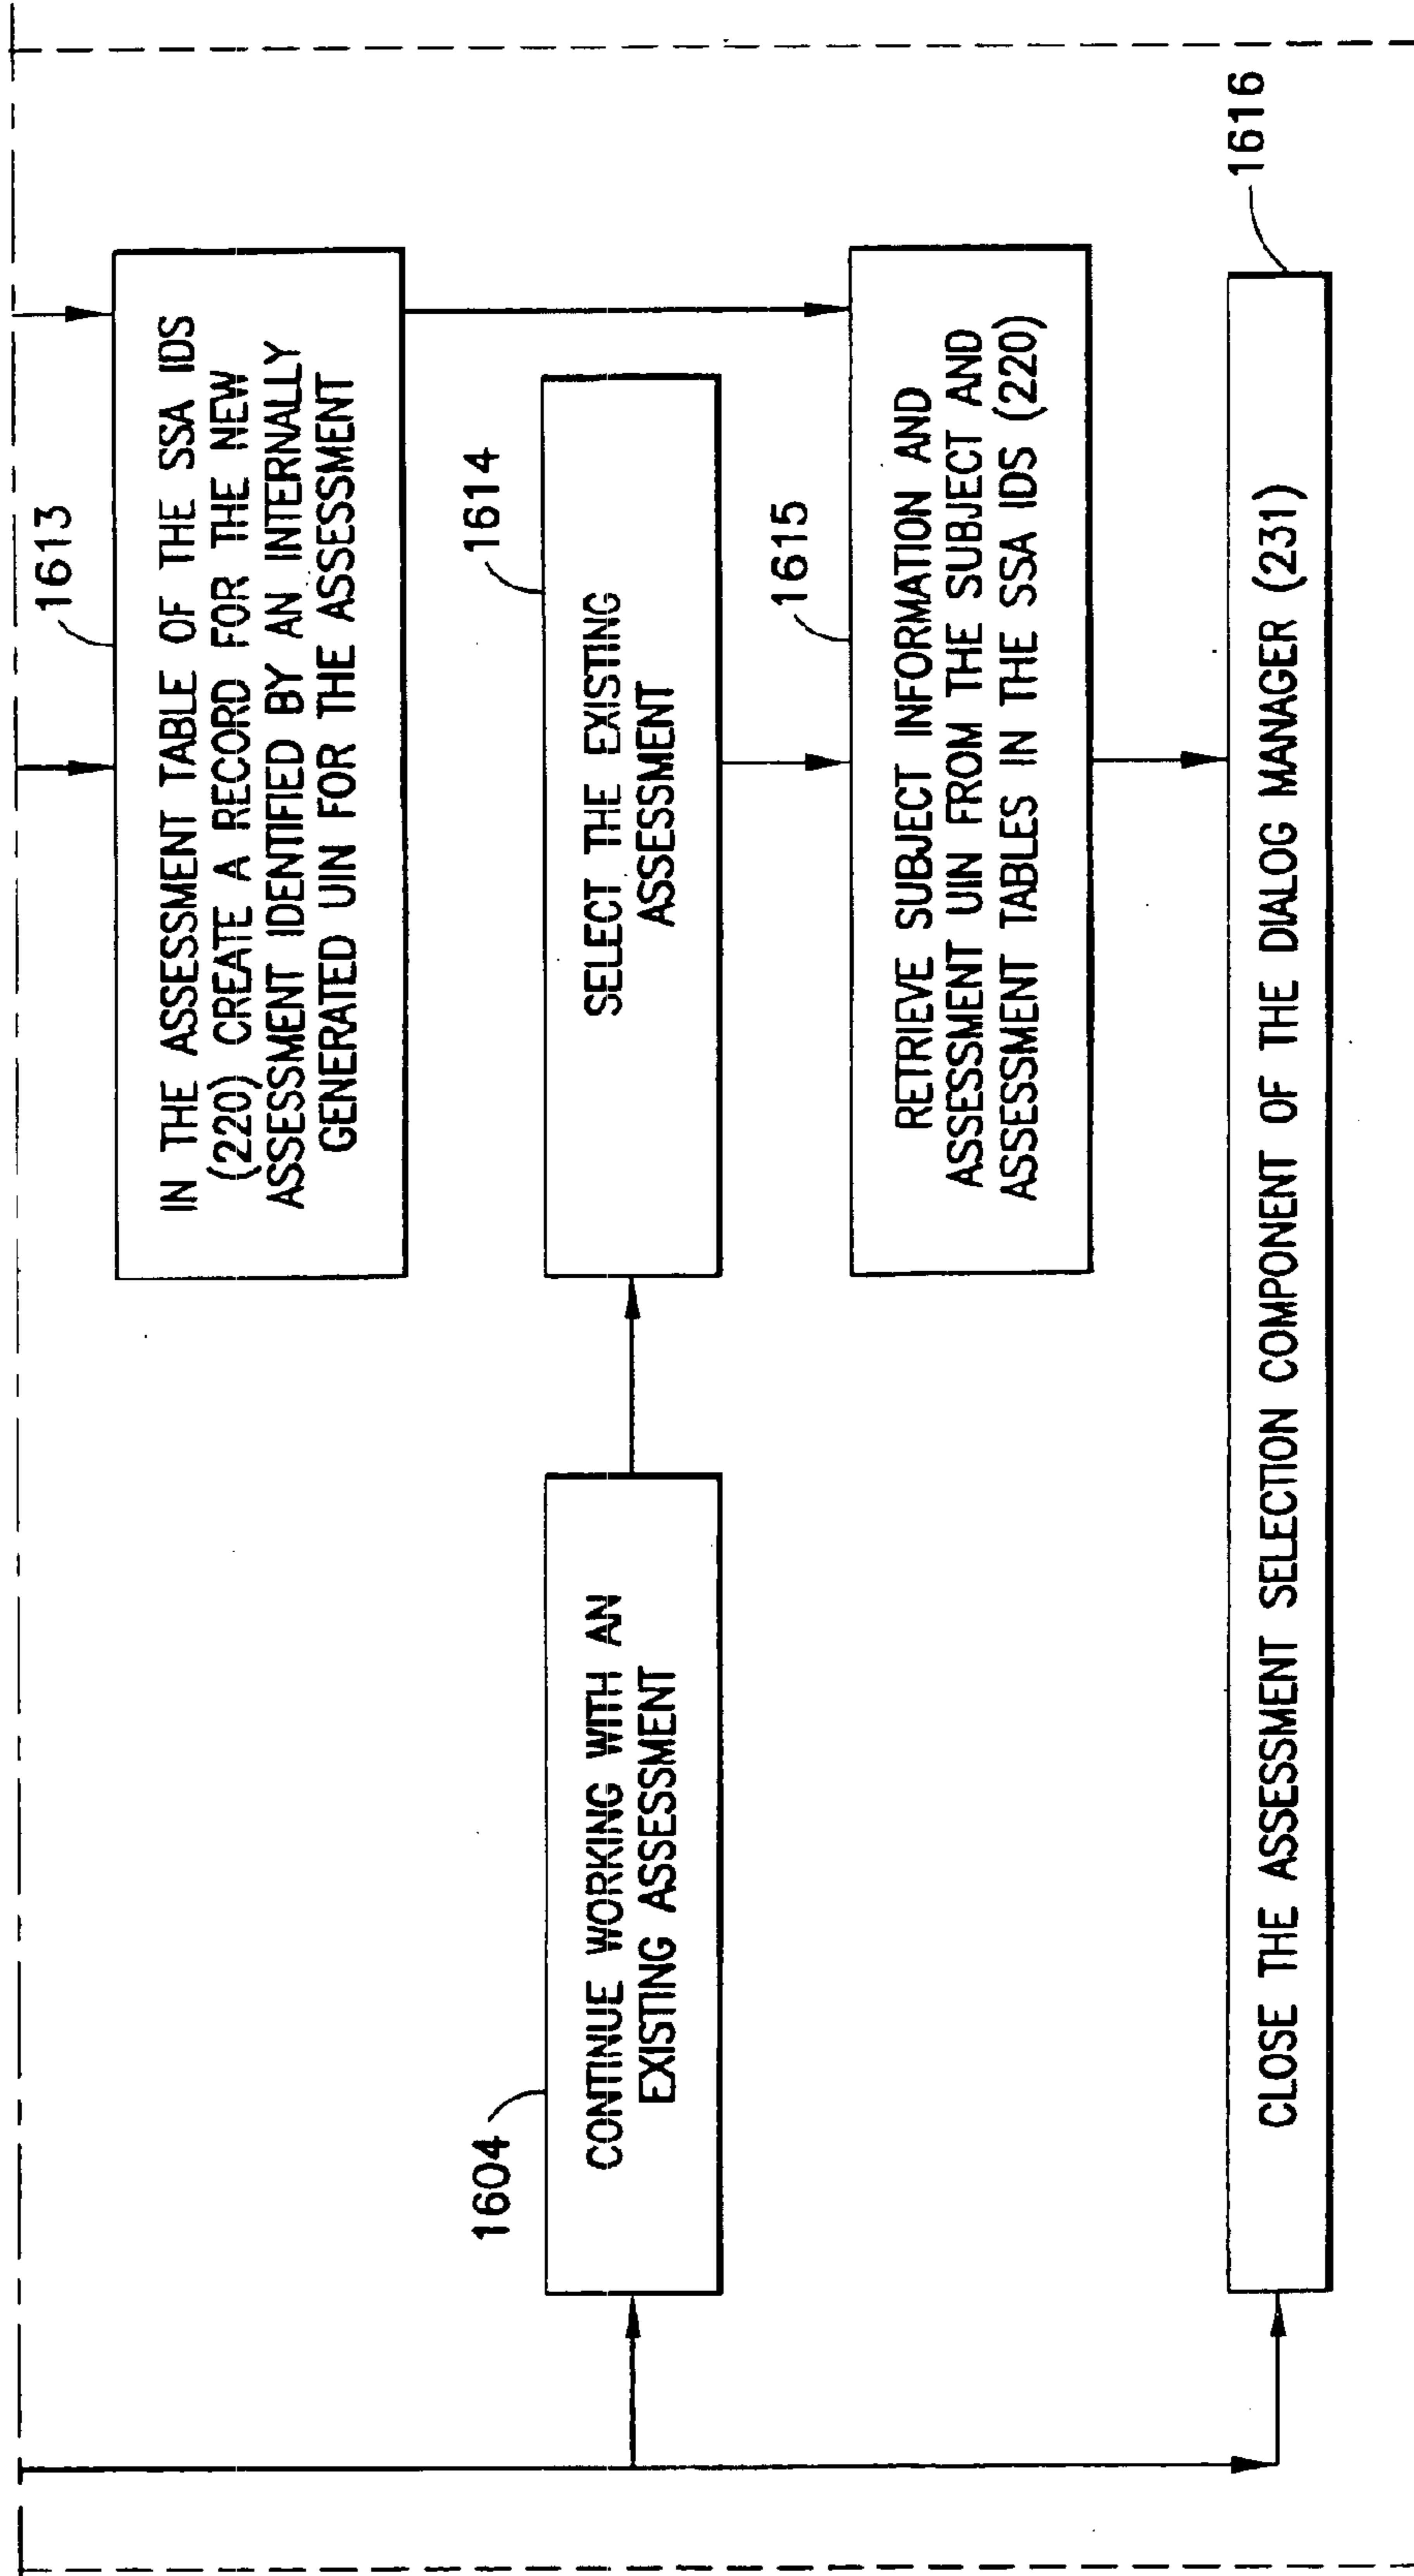 1613
IN THE ASSESSMENT TABLE OF THE SSA IDS
(220) CREATE A RECORD FOR THE NEW
ASSESSMENT IDENTIFIED BY AN INTERNALLY
GENERATED UIN FOR THE ASSESSMENT
1604
CONTINUE WORKING WITH AN
EXISTING ASSESSMENT
1614
SELECT THE EXISTING
ASSESSMENT
1615
RETRIEVE SUBJECT INFORMATION AND
ASSESSMENT UIN FROM THE SUBJECT AND
ASSESSMENT TABLES IN THE SSA IDS (220)
1616
CLOSE THE ASSESSMENT SELECTION COMPONENT OF THE DIALOG MANAGER (231)